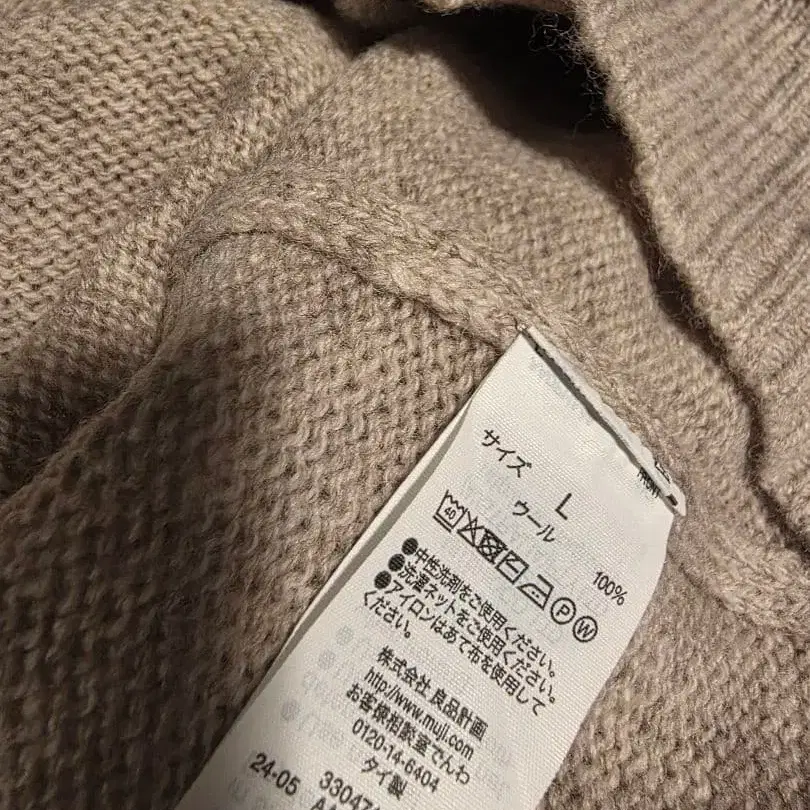 サイズ
L
ウール 100%
40
P W
●中性洗剤をご使用ください。
●洗濯ネットをご使用ください。
●アイロンはあて布を使用して
ください。
株式会社 良品計画
http://www.muji.com
お客様相談室でんわ
0120-14-6404
タイ製
24-05